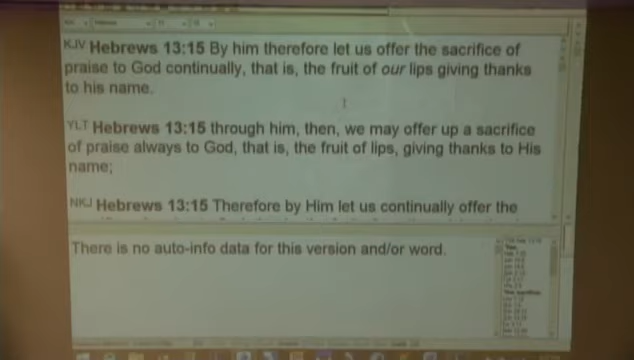 KJV Hebrews 13:15 By him therefore let us offer the sacrifice of
praise to God continually, that is, the fruit of our lips giving thanks
to his name.
YLT Hebrews 13:15 through him, then, we may offer up a sacrifice
of praise always to God, that is, the fruit of lips, giving thanks to His
name;
NKJ Hebrews 13:15 Therefore by Him let us continually offer the
There is no auto-info data for this version and/or word.